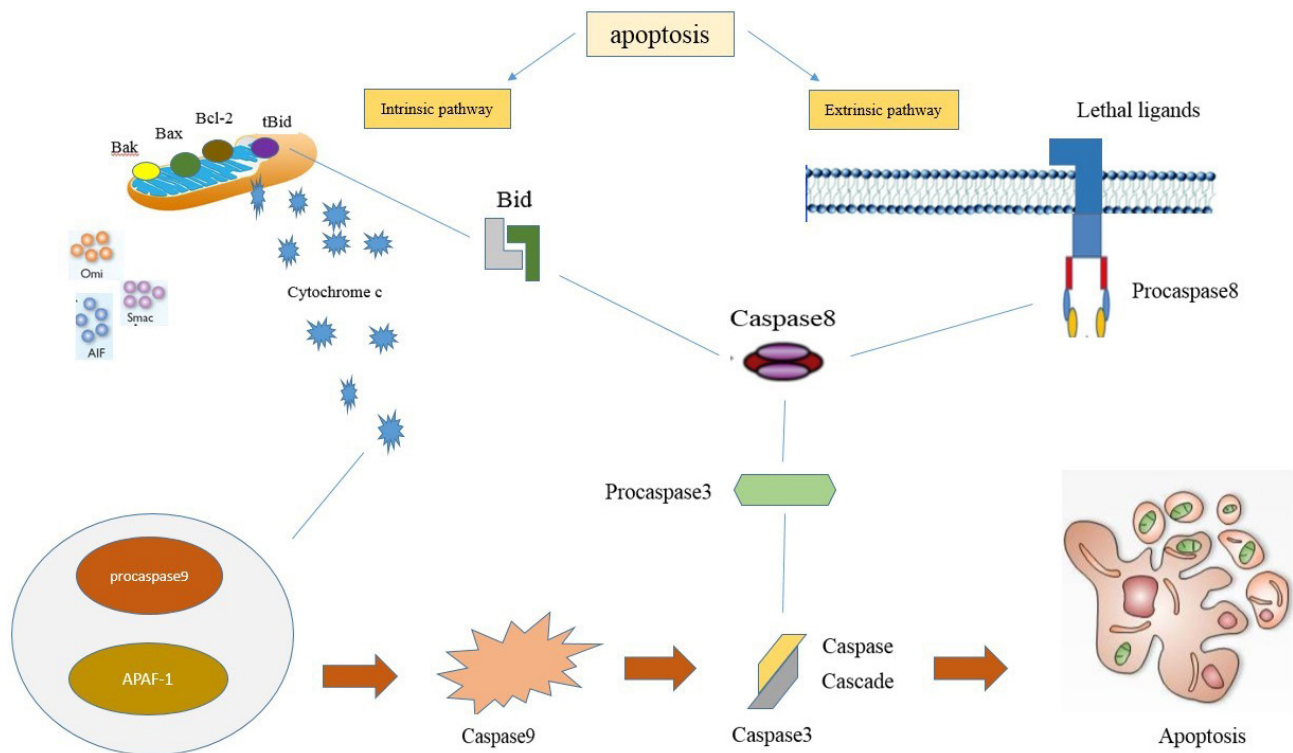 apoptosis
Intrinsic pathway
Extrinsic pathway
Lethal ligands
Bcl-2
tBid
Bax
Bak
Bid
Omi
Smac
AIF
Cytochrome c
Procaspase8
Caspase8
Procaspase3
procaspase9
APAF-1
Caspase
Cascade
Caspase9
Caspase3
Apoptosis